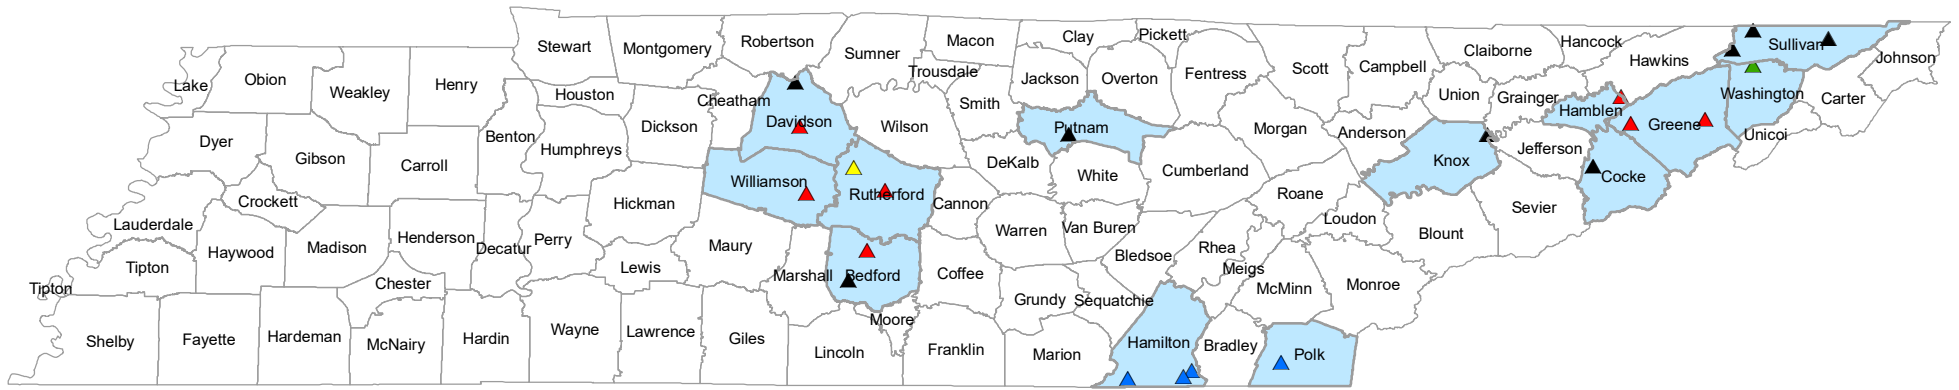 Stewart
Montgomery
Robertson
Sumner
Macon
Clay
Pickett
Claiborne
Hancock
Hawkins
Sullivan
Johnson
Lake
Obion
Weakley
Henry
Houston
Cheatham
Trousdale
Jackson
Overton
Fentress
Scott
Campbell
Union
Grainger
Hamblen
Greene
Washington
Carter
Unicoi
Dyer
Gibson
Carroll
Benton
Humphreys
Dickson
Davidson
Wilson
Smith
Putnam
Morgan
Anderson
Knox
Jefferson
Cocke
DeKalb
White
Cumberland
Roane
Loudon
Blount
Sevier
Lauderdale
Crockett
Haywood
Madison
Henderson
Decatur
Perry
Hickman
Williamson
Rutherford
Cannon
Warren
Van Buren
Bledsoe
Rhea
Meigs
McMinn
Monroe
Tipton
Tipton
Chester
Lewis
Maury
Marshall
Bedford
Coffee
Grundy
Sequatchie
Shelby
Fayette
Hardeman
McNairy
Hardin
Wayne
Lawrence
Giles
Lincoln
Moore
Franklin
Marion
Hamilton
Bradley
Polk